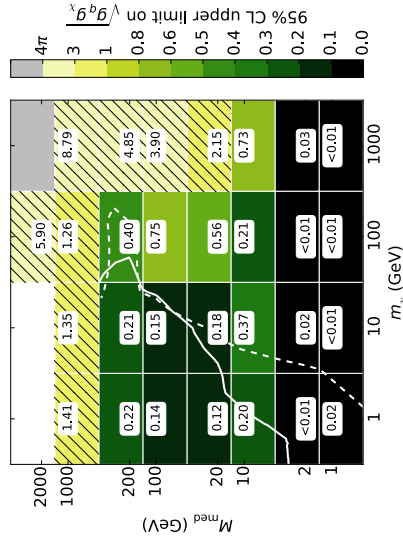 95% CL upper limit on √g_q g_χ
4π
3
1
0.8
0.6
0.5
0.4
0.3
0.2
0.1
0.0
M_med (GeV)
2000
1000
200
100
20
10
2
1
5.90
1.41 1.35 1.26 8.79
0.22 0.21 0.40 4.85
0.14 0.15 0.75 3.90
0.12 0.18 0.56 2.15
0.20 0.37 0.21 0.73
<0.01 0.02 <0.01 0.03
0.02 <0.01 <0.01 <0.01
1 10 100 1000
m_χ (GeV)